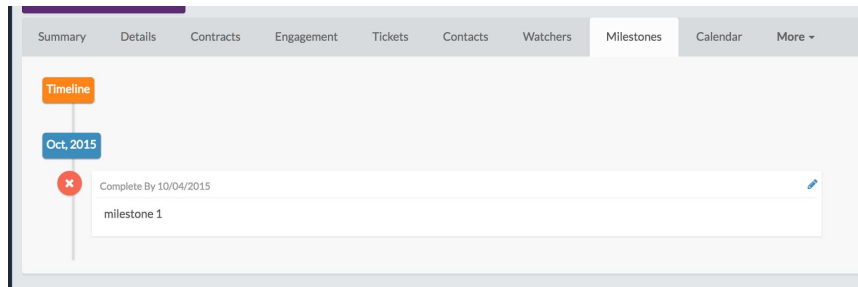 Summary Details Contracts Engagement Tickets Contacts Watchers Milestones Calendar More
Timeline
Oct, 2015
Complete By 10/04/2015
milestone 1